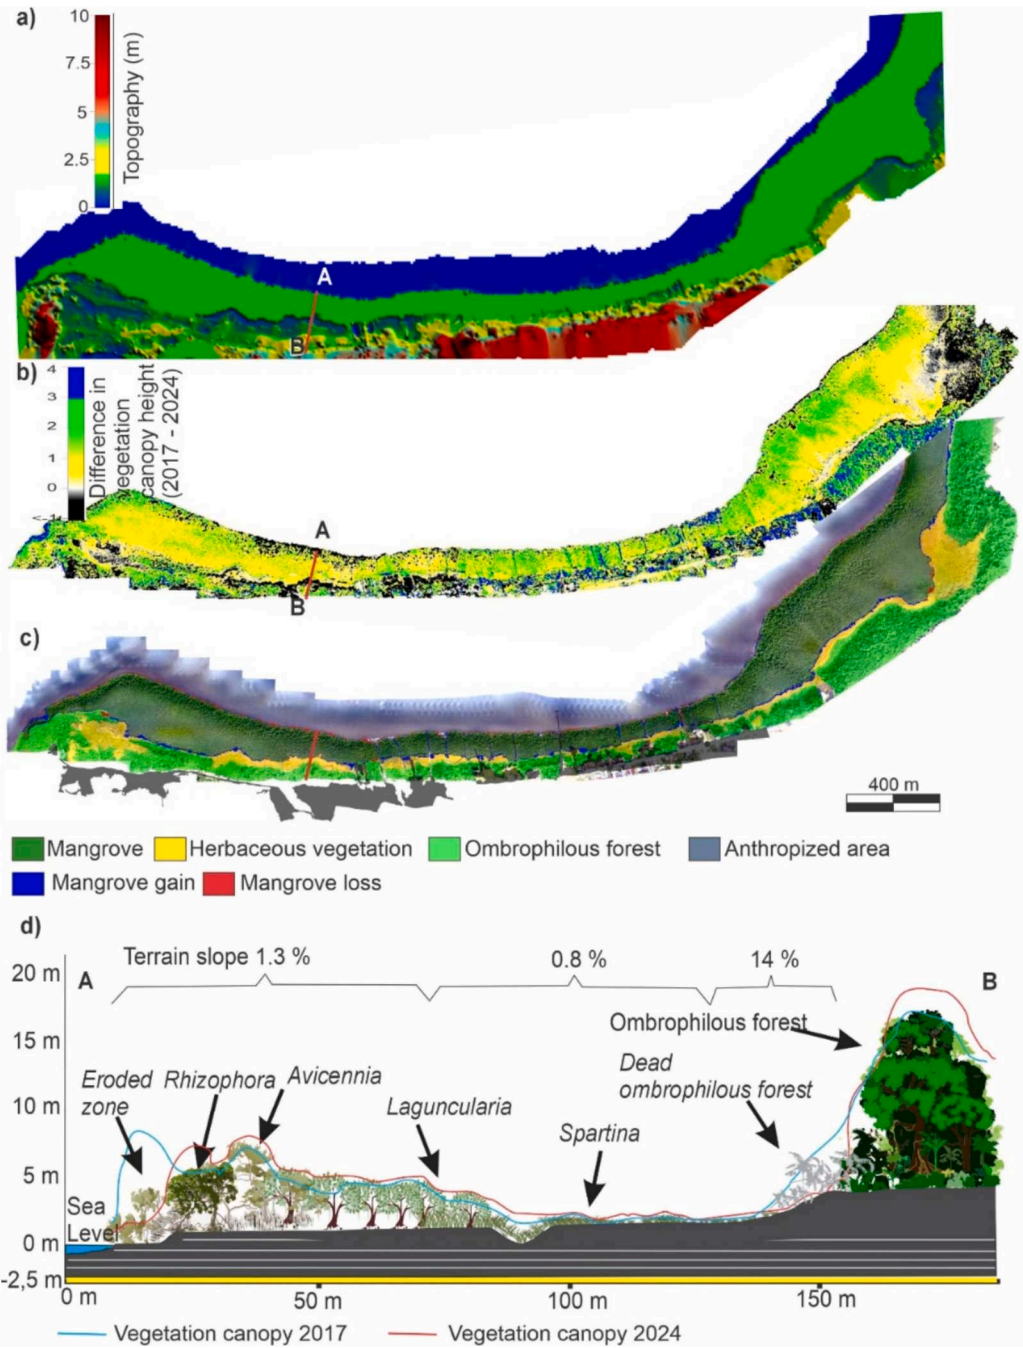 a)
10
7.5
5
2.5
0
Topography (m)
A
B
b)
4
3
2
1
0
<-1
Difference in
vegetation
canopy height
(2017 - 2024)
A
B
c)
400 m
Mangrove
Herbaceous vegetation
Ombrophilous forest
Anthropized area
Mangrove gain
Mangrove loss
d)
Terrain slope 1.3 %
0.8 %
14 %
20 m
A
B
15 m
Ombrophilous forest
Dead
ombrophilous forest
10 m
Eroded
zone
Rhizophora
Avicennia
Laguncularia
Spartina
5 m
Sea
Level
0 m
-2,5 m
0 m
50 m
100 m
150 m
Vegetation canopy 2017
Vegetation canopy 2024